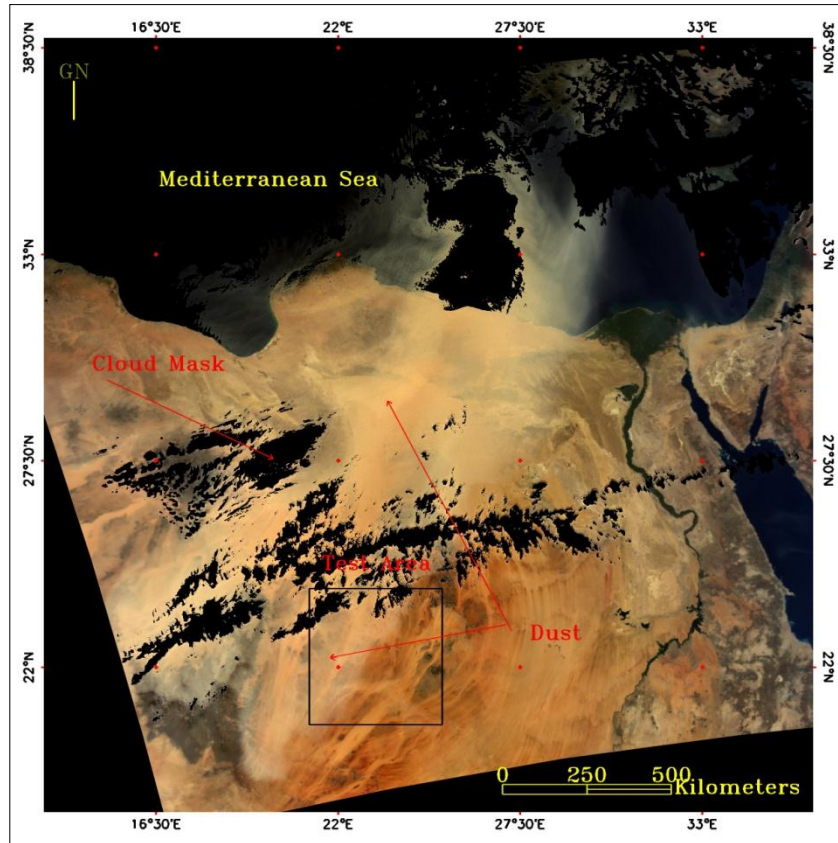 16°30'E 22°E 27°30'E 33°E
38°30'N 38°30'N
GN
Mediterranean Sea
33°N 33°N
Cloud Mask
27°30'N 27°30'N
Test Area
Dust
22°N 22°N
0 250 500
Kilometers
16°30'E 22°E 27°30'E 33°E